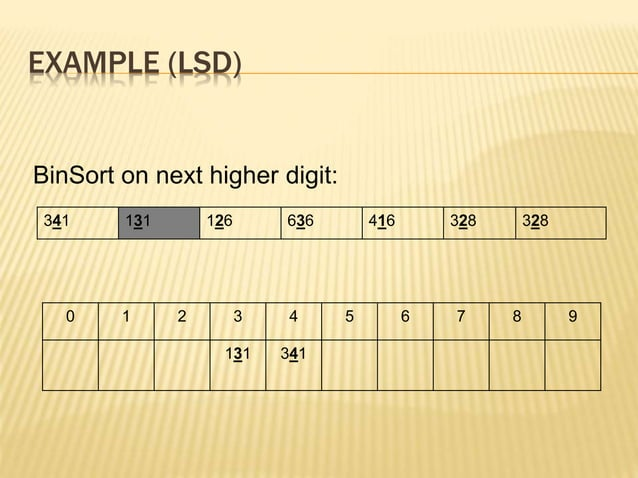 EXAMPLE (LSD)
BinSort on next higher digit:
341 131 126 636 416 328 328
0 1 2 3 4 5 6 7 8 9
131 341